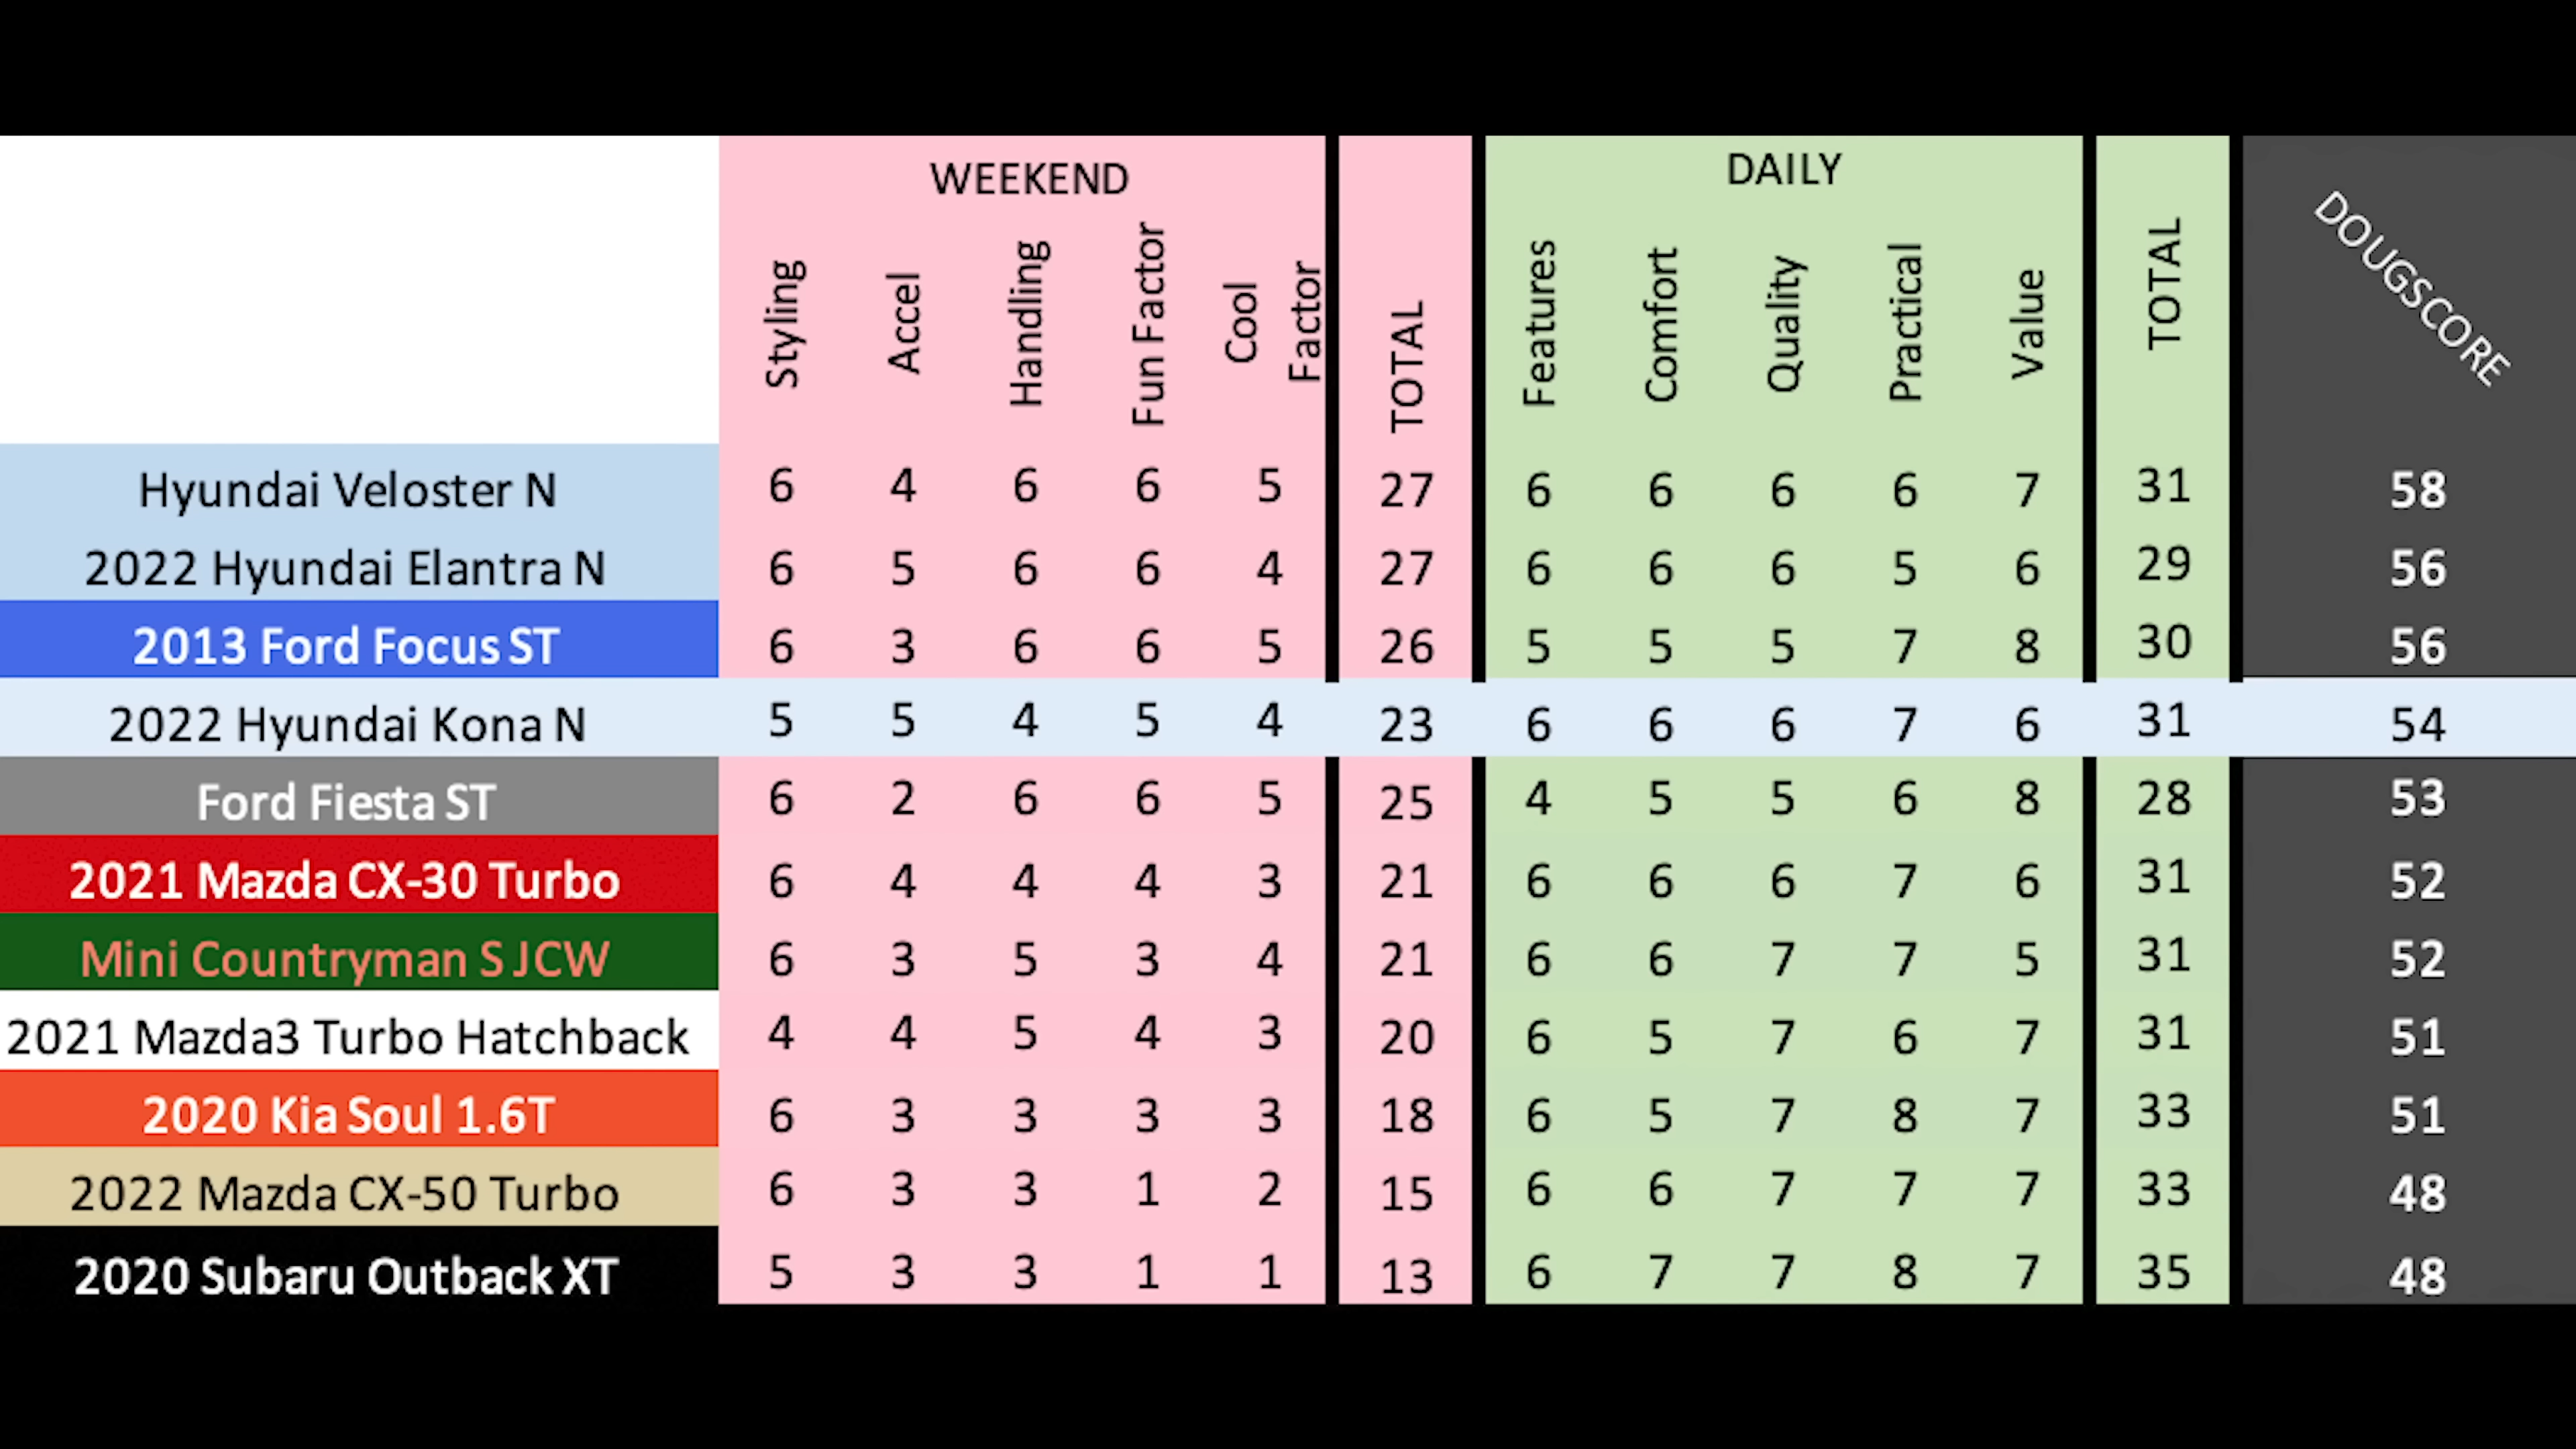 WEEKEND DAILY
Styling Accel Handling Fun Factor Cool Factor TOTAL Features Comfort Quality Practical Value TOTAL DOUGSCORE
Hyundai Veloster N 6 4 6 6 5 27 6 6 6 6 7 31 58
2022 Hyundai Elantra N 6 5 6 6 4 27 6 6 6 5 6 29 56
2013 Ford Focus ST 6 3 6 6 5 26 5 5 5 7 8 30 56
2022 Hyundai Kona N 5 5 4 5 4 23 6 6 6 7 6 31 54
Ford Fiesta ST 6 2 6 6 5 25 4 5 5 6 8 28 53
2021 Mazda CX-30 Turbo 6 4 4 4 3 21 6 6 6 7 6 31 52
Mini Countryman S JCW 6 3 5 3 4 21 6 6 7 7 5 31 52
2021 Mazda3 Turbo Hatchback 4 4 5 4 3 20 6 5 7 6 7 31 51
2020 Kia Soul 1.6T 6 3 3 3 3 18 6 5 7 8 7 33 51
2022 Mazda CX-50 Turbo 6 3 3 1 2 15 6 6 7 7 7 33 48
2020 Subaru Outback XT 5 3 3 1 1 13 6 7 7 8 7 35 48